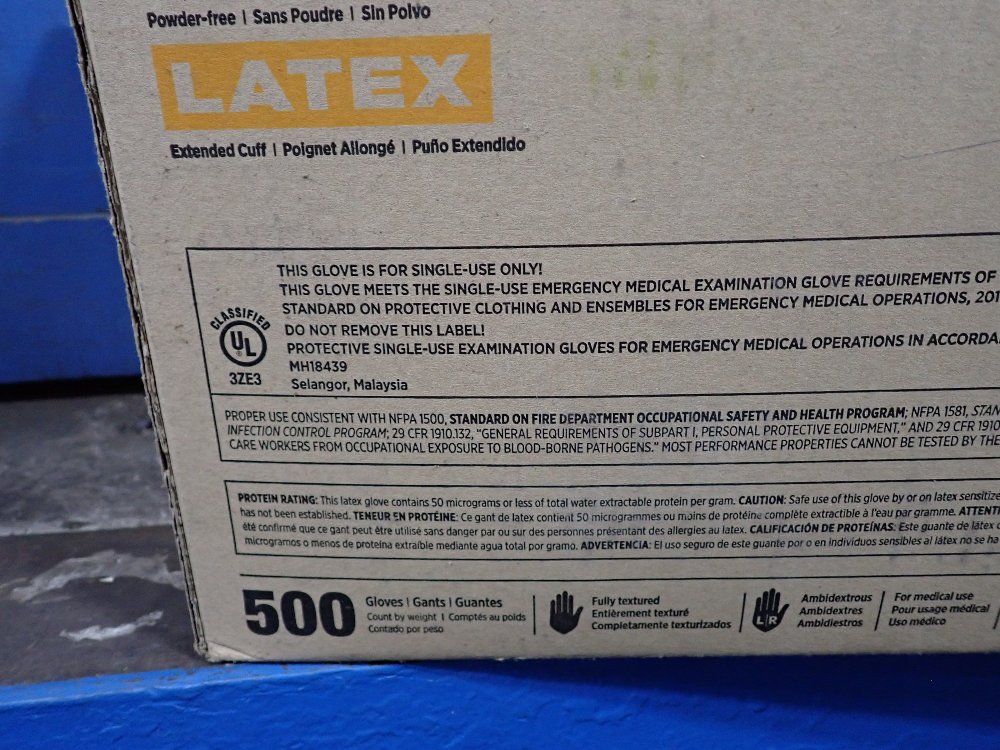 Powder-free | Sans Poudre | Sin Polvo
LATEX
Extended Cuff | Poignet Allongé | Puño Extendido
THIS GLOVE IS FOR SINGLE-USE ONLY!
THIS GLOVE MEETS THE SINGLE-USE EMERGENCY MEDICAL EXAMINATION GLOVE REQUIREMENTS OF
STANDARD ON PROTECTIVE CLOTHING AND ENSEMBLES FOR EMERGENCY MEDICAL OPERATIONS, 201
DO NOT REMOVE THIS LABEL!
PROTECTIVE SINGLE-USE EXAMINATION GLOVES FOR EMERGENCY MEDICAL OPERATIONS IN ACCORDA
MH18439
Selangor, Malaysia
CLASSIFIED
UL
3ZE3
PROPER USE CONSISTENT WITH NFPA 1500, STANDARD ON FIRE DEPARTMENT OCCUPATIONAL SAFETY AND HEALTH PROGRAM; NFPA 1581, STAN
INFECTION CONTROL PROGRAM; 29 CFR 1910.132, "GENERAL REQUIREMENTS OF SUBPART I, PERSONAL PROTECTIVE EQUIPMENT," AND 29 CFR 1910
CARE WORKERS FROM OCCUPATIONAL EXPOSURE TO BLOOD-BORNE PATHOGENS." MOST PERFORMANCE PROPERTIES CANNOT BE TESTED BY THE
PROTEIN RATING: This latex glove contains 50 micrograms or less of total water extractable protein per gram. CAUTION: Safe use of this glove by or on latex sensitize
has not been established. TENEUR EN PROTÉINE: Ce gant de latex contient 50 microgrammes ou moins de protéine complète extractible à l'eau par gramme. ATTENTI
été confirmé que ce gant peut être utilisé sans danger par ou sur des personnes présentant des allergies au latex. CALIFICACIÓN DE PROTEÍNAS: Este guante de látex c
microgramos o menos de proteína extraíble mediante agua total por gramo. ADVERTENCIA: El uso seguro de este guante por o en individuos sensibles al látex no se ha
500
Gloves | Gants | Guantes
Count by weight | Comptés au poids
Contado por peso
Fully textured
Entièrement texturé
Completamente texturizados
L/R
Ambidextrous
Ambidextres
Ambidiestros
For medical use
Pour usage médical
Uso médico